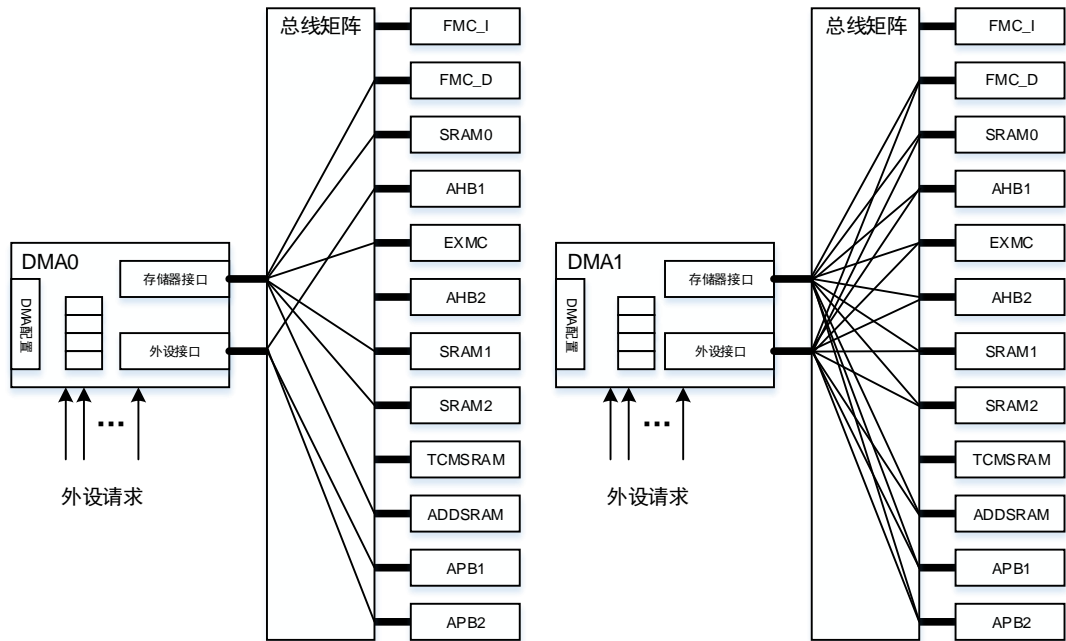 总线矩阵
FMC_I
FMC_D
SRAM0
AHB1
EXMC
AHB2
SRAM1
SRAM2
TCMSRAM
ADDSRAM
APB1
APB2
DMA0
存储器接口
DMA配置
外设接口
...
外设请求
总线矩阵
FMC_I
FMC_D
SRAM0
AHB1
EXMC
AHB2
SRAM1
SRAM2
TCMSRAM
ADDSRAM
APB1
APB2
DMA1
存储器接口
DMA配置
外设接口
...
外设请求